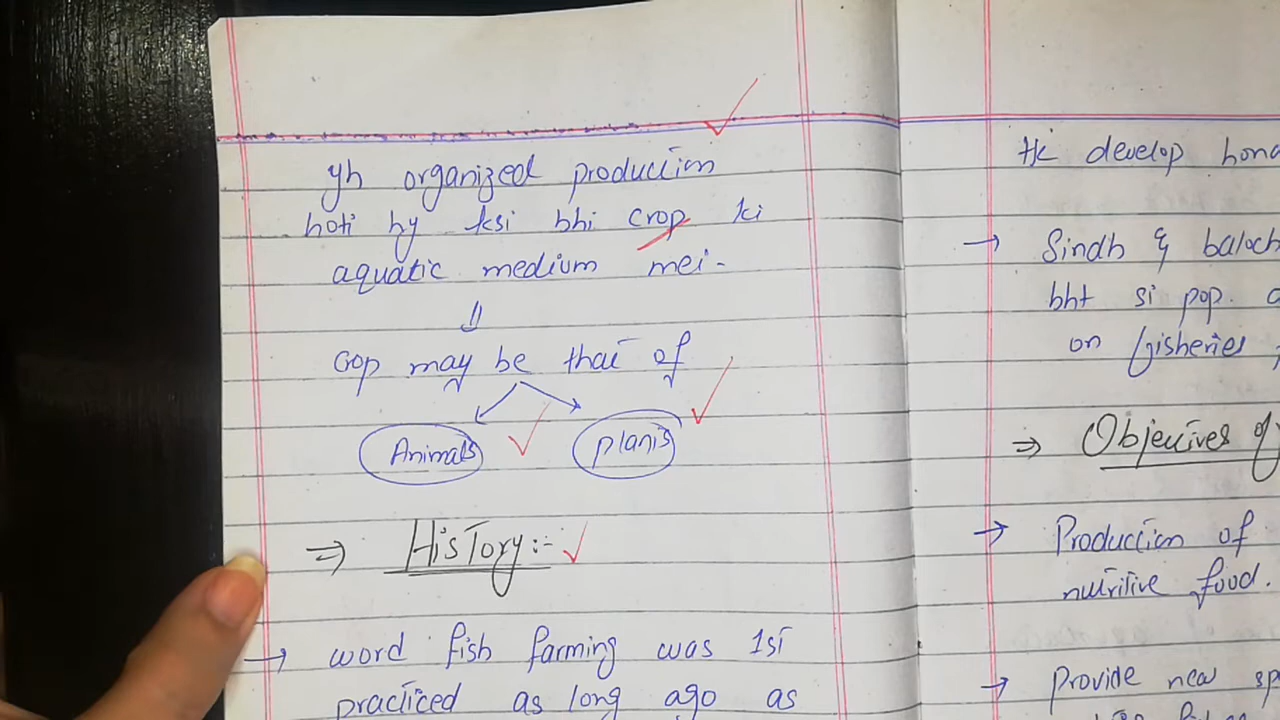 yh organized production
hoti hy ksi bhi crop ki
aquatic medium mei-
⇓
Crop may be that of
Animals
Plants
⇒ History:-
→ word fish farming was 1st
practiced as long ago as
tk develop hona
→ Sindh & baloch
bht si pop.
on fisheries
⇒ Objectives of
→ Production of
nutritive food.
→ Provide new sp